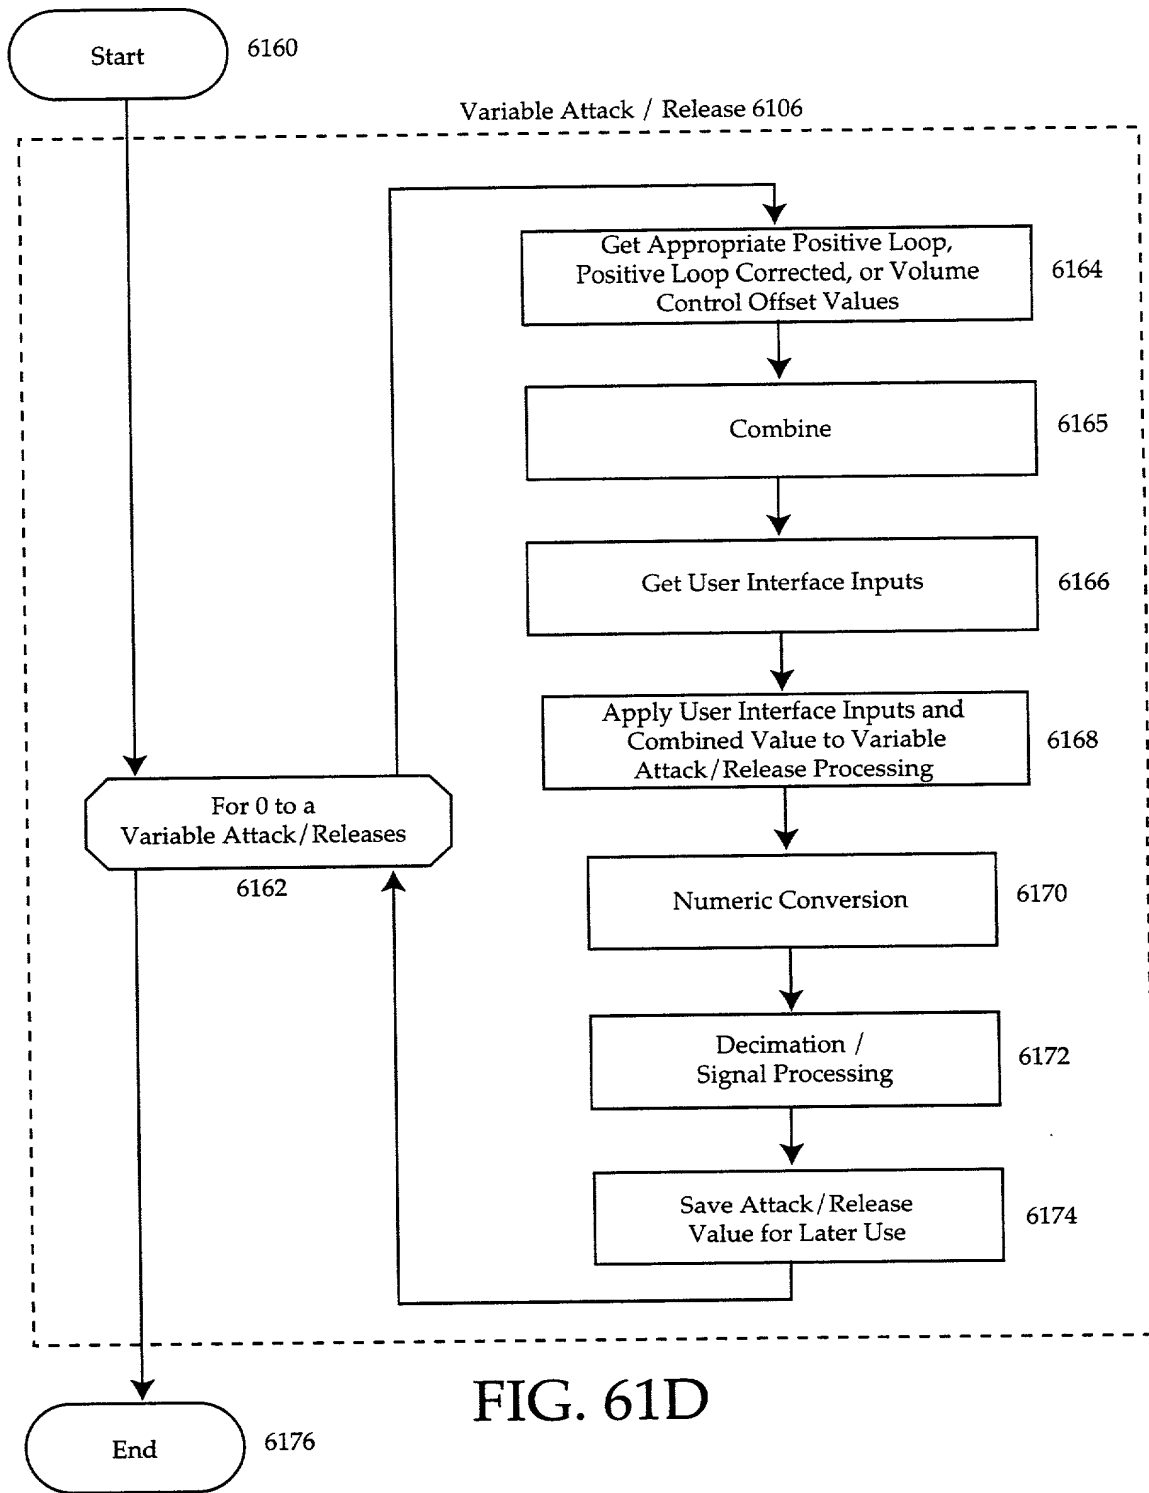 Start
6160
Variable Attack / Release 6106
Get Appropriate Positive Loop,
Positive Loop Corrected, or Volume
Control Offset Values
6164
Combine
6165
Get User Interface Inputs
6166
Apply User Interface Inputs and
Combined Value to Variable
Attack/Release Processing
6168
For 0 to a
Variable Attack/Releases
6162
Numeric Conversion
6170
Decimation /
Signal Processing
6172
Save Attack/Release
Value for Later Use
6174
FIG. 61D
End
6176